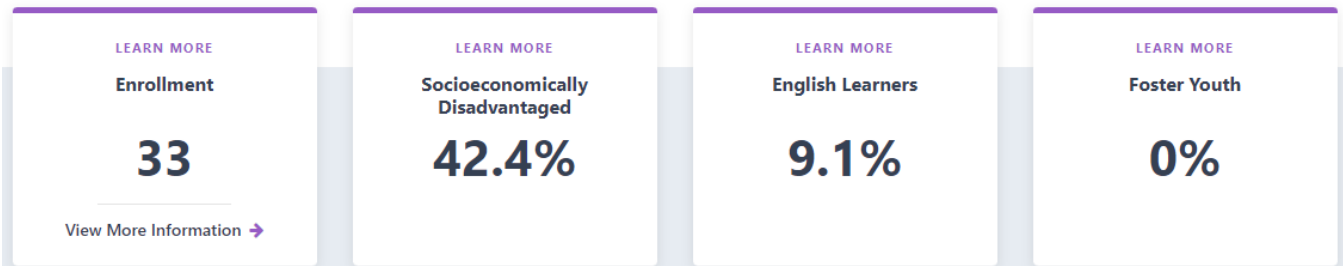 LEARN MORE
Enrollment
33
View More Information
LEARN MORE
Socioeconomically
Disadvantaged
42.4%
LEARN MORE
English Learners
9.1%
LEARN MORE
Foster Youth
0%